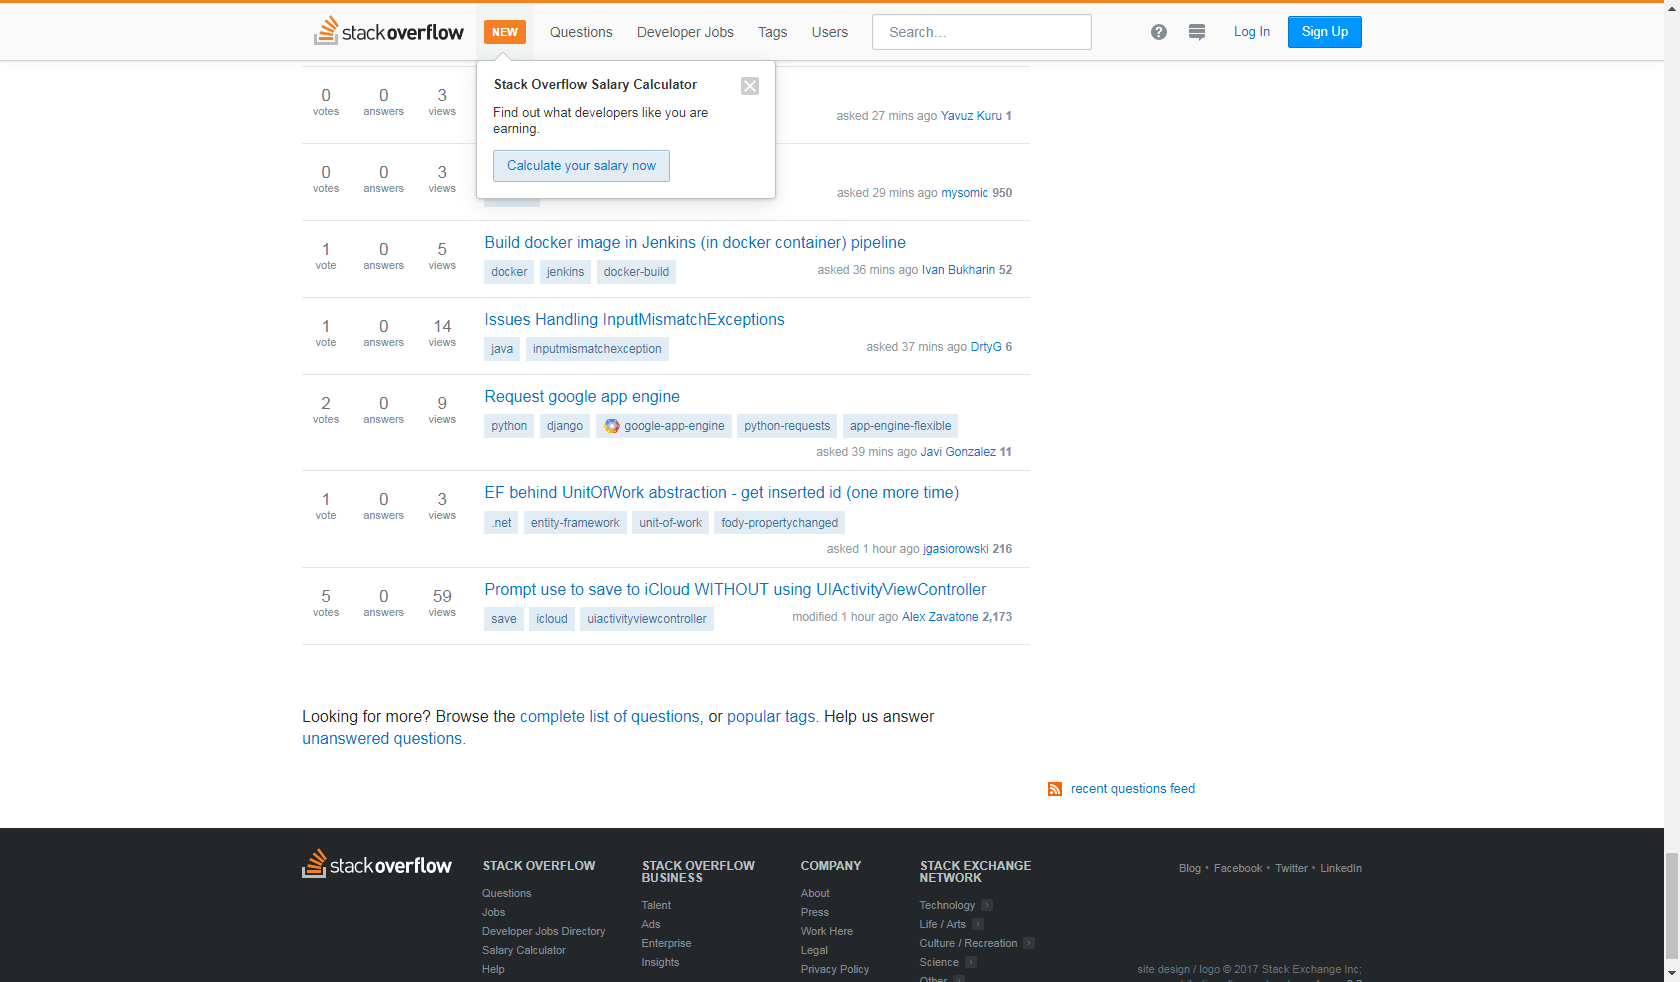 stackoverflow NEW Questions Developer Jobs Tags Users Search... Log In Sign Up
Stack Overflow Salary Calculator
Find out what developers like you are
earning.
Calculate your salary now
0 votes 0 answers 3 views
asked 27 mins ago Yavuz Kuru 1
0 votes 0 answers 3 views
asked 29 mins ago mysomic 950
1 vote 0 answers 5 views
Build docker image in Jenkins (in docker container) pipeline
docker jenkins docker-build
asked 36 mins ago Ivan Bukharin 52
1 vote 0 answers 14 views
Issues Handling InputMismatchExceptions
java inputmismatchexception
asked 37 mins ago DrtyG 6
2 votes 0 answers 9 views
Request google app engine
python django google-app-engine python-requests app-engine-flexible
asked 39 mins ago Javi Gonzalez 11
1 vote 0 answers 3 views
EF behind UnitOfWork abstraction - get inserted id (one more time)
.net entity-framework unit-of-work fody-propertychanged
asked 1 hour ago jgasiorowski 216
5 votes 0 answers 59 views
Prompt use to save to iCloud WITHOUT using UIActivityViewController
save icloud uiactivityviewcontroller
modified 1 hour ago Alex Zavatone 2,173
Looking for more? Browse the complete list of questions, or popular tags. Help us answer
unanswered questions.
recent questions feed
stackoverflow
STACK OVERFLOW
Questions
Jobs
Developer Jobs Directory
Salary Calculator
Help
STACK OVERFLOW
BUSINESS
Talent
Ads
Enterprise
Insights
COMPANY
About
Press
Work Here
Legal
Privacy Policy
STACK EXCHANGE
NETWORK
Technology
Life / Arts
Culture / Recreation
Science
Other
Blog • Facebook • Twitter • LinkedIn
site design / logo © 2017 Stack Exchange Inc;